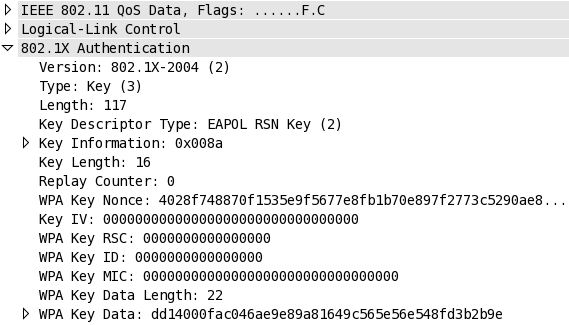 IEEE 802.11 QoS Data, Flags: ......F.C
Logical-Link Control
802.1X Authentication
Version: 802.1X-2004 (2)
Type: Key (3)
Length: 117
Key Descriptor Type: EAPOL RSN Key (2)
Key Information: 0x008a
Key Length: 16
Replay Counter: 0
WPA Key Nonce: 4028f748870f1535e9f5677e8fb1b70e897f2773c5290ae8...
Key IV: 00000000000000000000000000000000
WPA Key RSC: 0000000000000000
WPA Key ID: 0000000000000000
WPA Key MIC: 00000000000000000000000000000000
WPA Key Data Length: 22
WPA Key Data: dd14000fac046ae9e89a81649c565e56e548fd3b2b9e